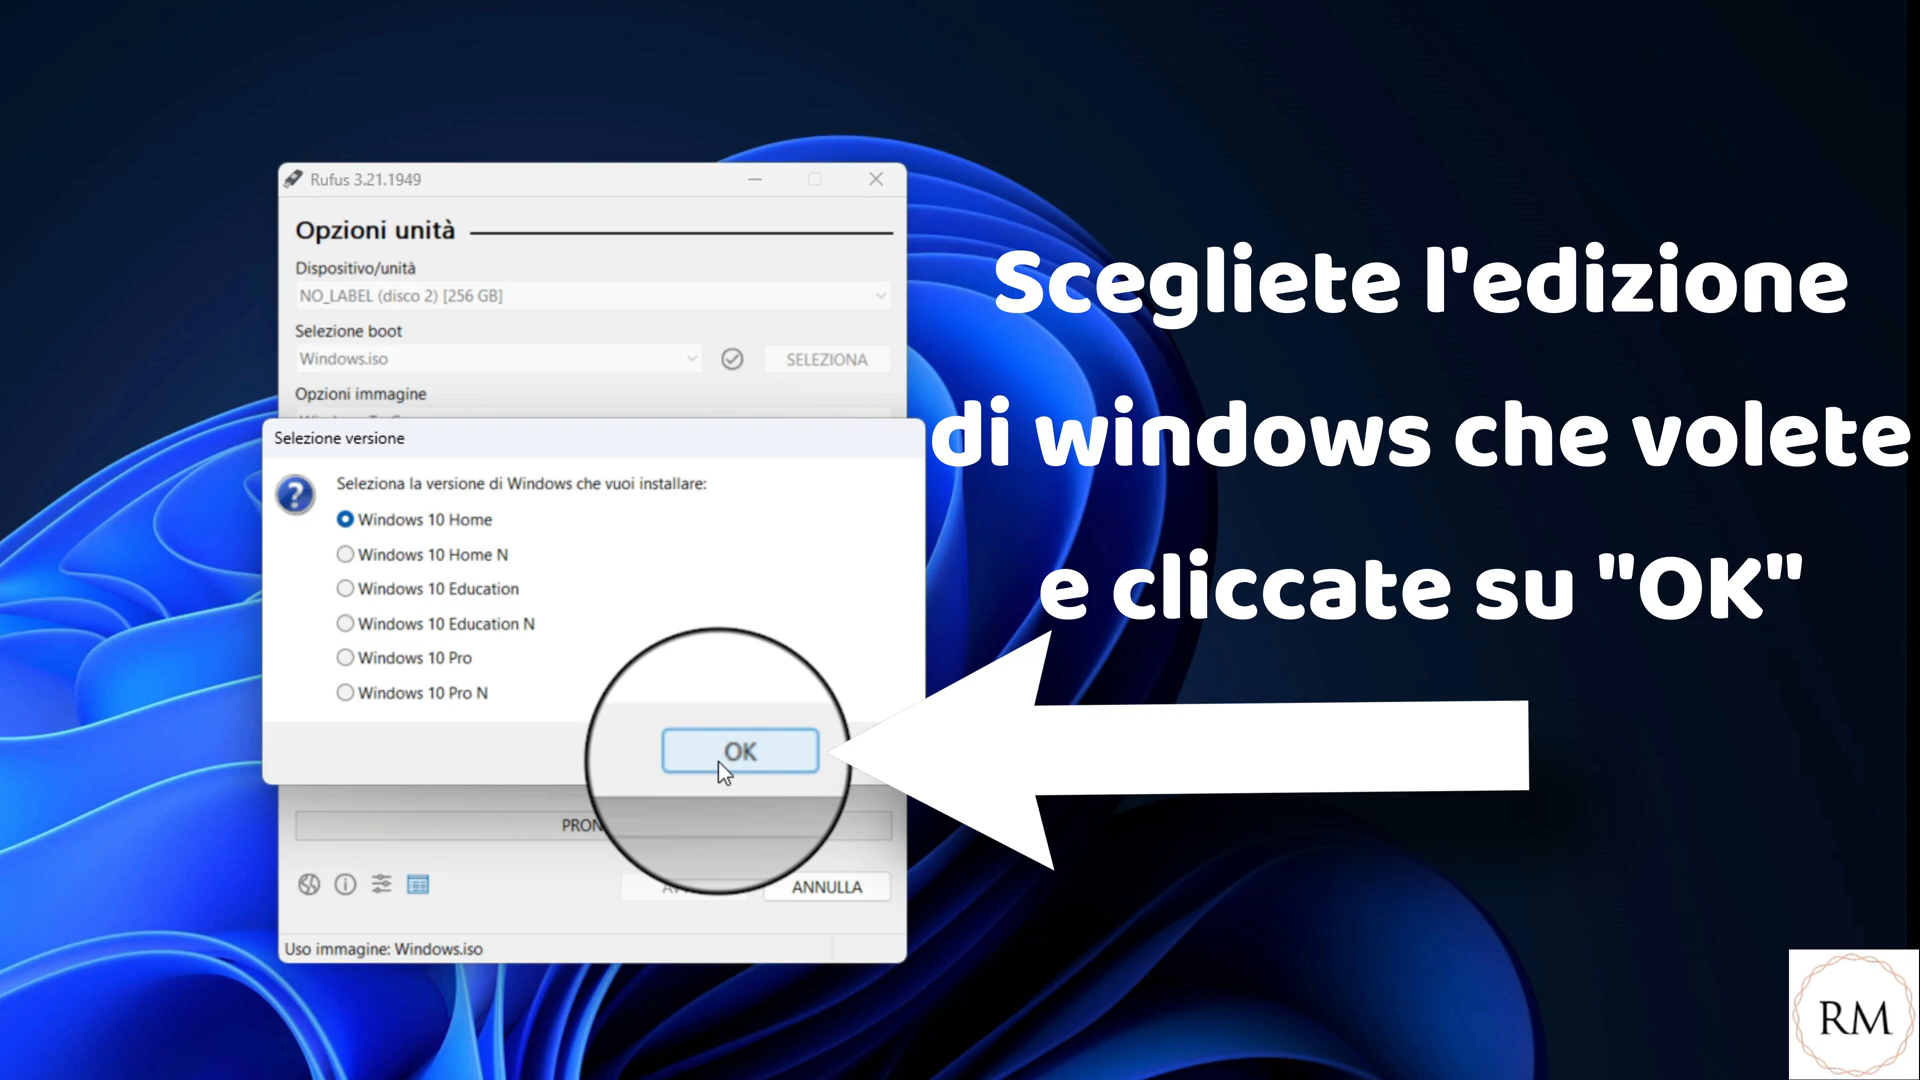 Rufus 3.21.1949
Opzioni unità
Dispositivo/unità
NO_LABEL (disco 2) [256 GB]
Selezione boot
Windows.iso
SELEZIONA
Opzioni immagine
Selezione versione
Seleziona la versione di Windows che vuoi installare:
Windows 10 Home
Windows 10 Home N
Windows 10 Education
Windows 10 Education N
Windows 10 Pro
Windows 10 Pro N
OK
PRON
ANNULLA
Uso immagine: Windows.iso
Scegliete l'edizione
di windows che volete
e cliccate su "OK"
RM